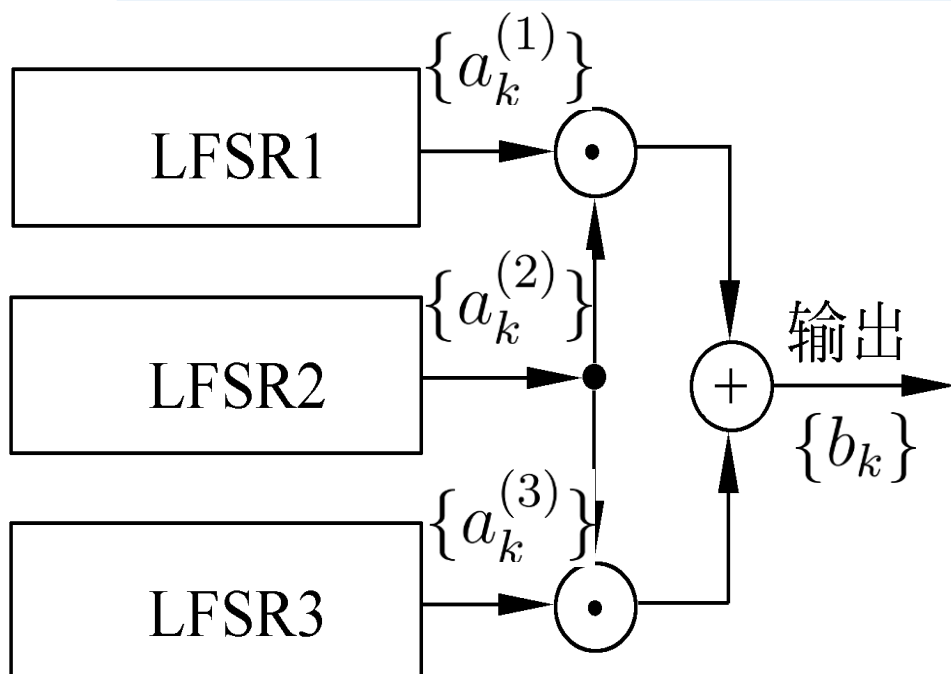 {a_k^{(1)}}
LFSR1
{a_k^{(2)}}
LFSR2
输出
{b_k}
{a_k^{(3)}}
LFSR3